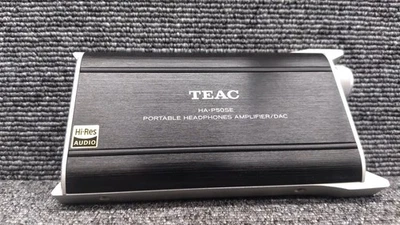 TEAC
HA-P50SE
PORTABLE HEADPHONES AMPLIFIER/DAC
Hi-Res
AUDIO